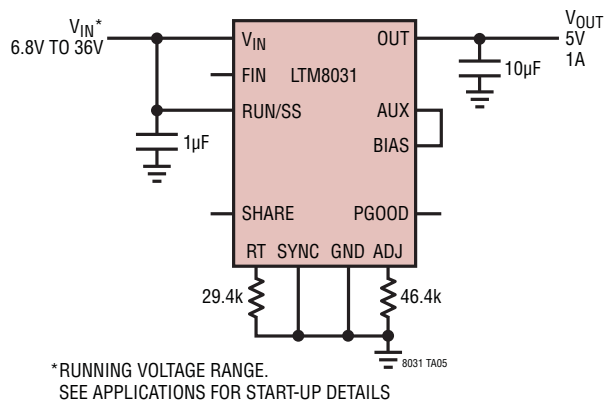 VIN*
6.8V TO 36V
VIN
OUT
VOUT
5V
1A
FIN
LTM8031
10µF
RUN/SS
AUX
1µF
BIAS
SHARE
PGOOD
RT
SYNC
GND
ADJ
29.4k
46.4k
8031 TA05
*RUNNING VOLTAGE RANGE.
SEE APPLICATIONS FOR START-UP DETAILS